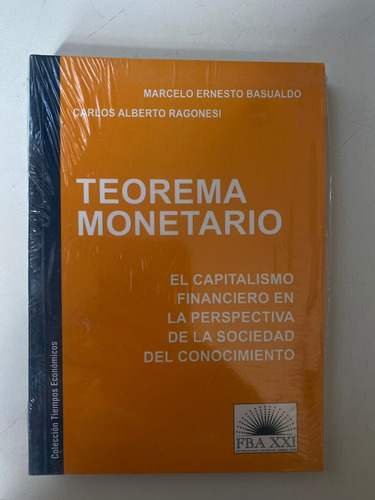 MARCELO ERNESTO BASUALDO
CARLOS ALBERTO RAGONESI
TEOREMA
MONETARIO
EL CAPITALISMO
FINANCIERO EN
LA PERSPECTIVA
DE LA SOCIEDAD
DEL CONOCIMIENTO
FBA XXI
Colección Tiempos Económicos